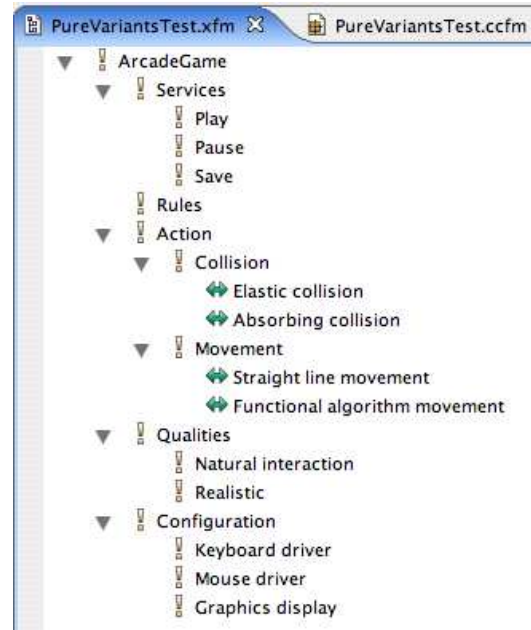 PureVariantsTest.xfm PureVariantsTest.ccfm
ArcadeGame
Services
Play
Pause
Save
Rules
Action
Collision
Elastic collision
Absorbing collision
Movement
Straight line movement
Functional algorithm movement
Qualities
Natural interaction
Realistic
Configuration
Keyboard driver
Mouse driver
Graphics display